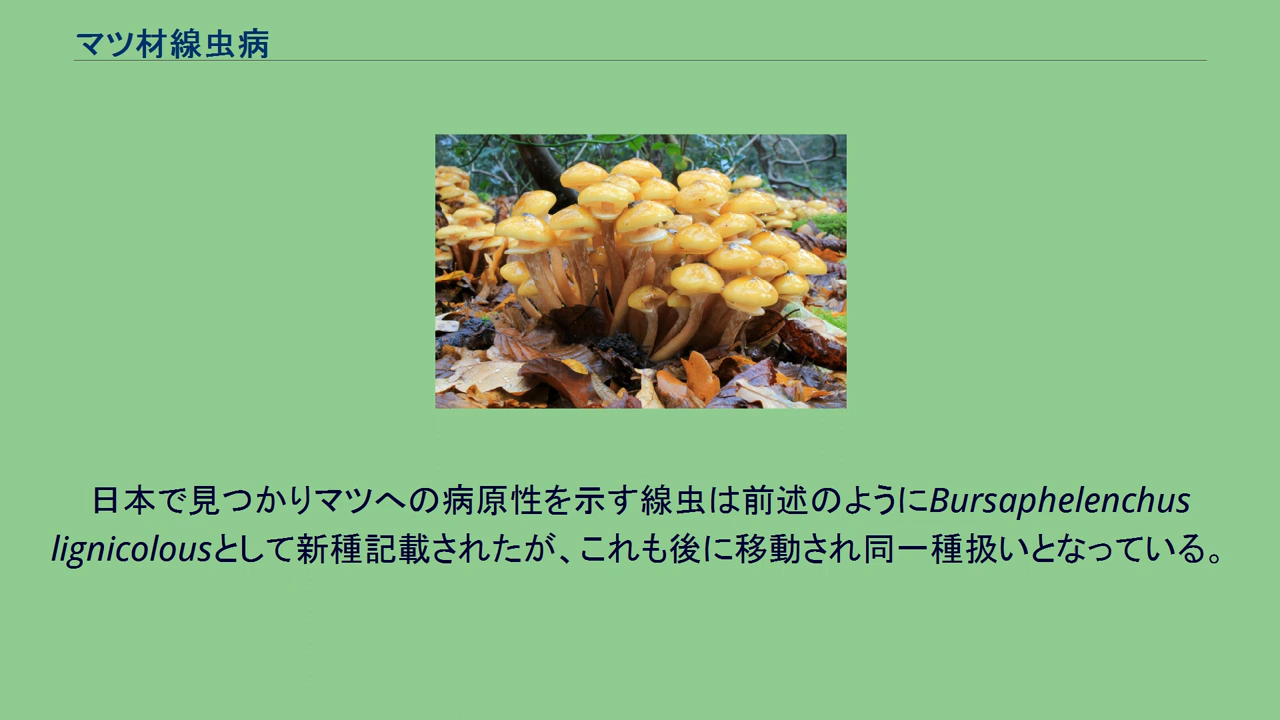 マツ材線虫病
日本で見つかりマツへの病原性を示す線虫は前述のようにBursaphelenchus
lignicolousとして新種記載されたが、これも後に移動され同一種扱いとなっている。